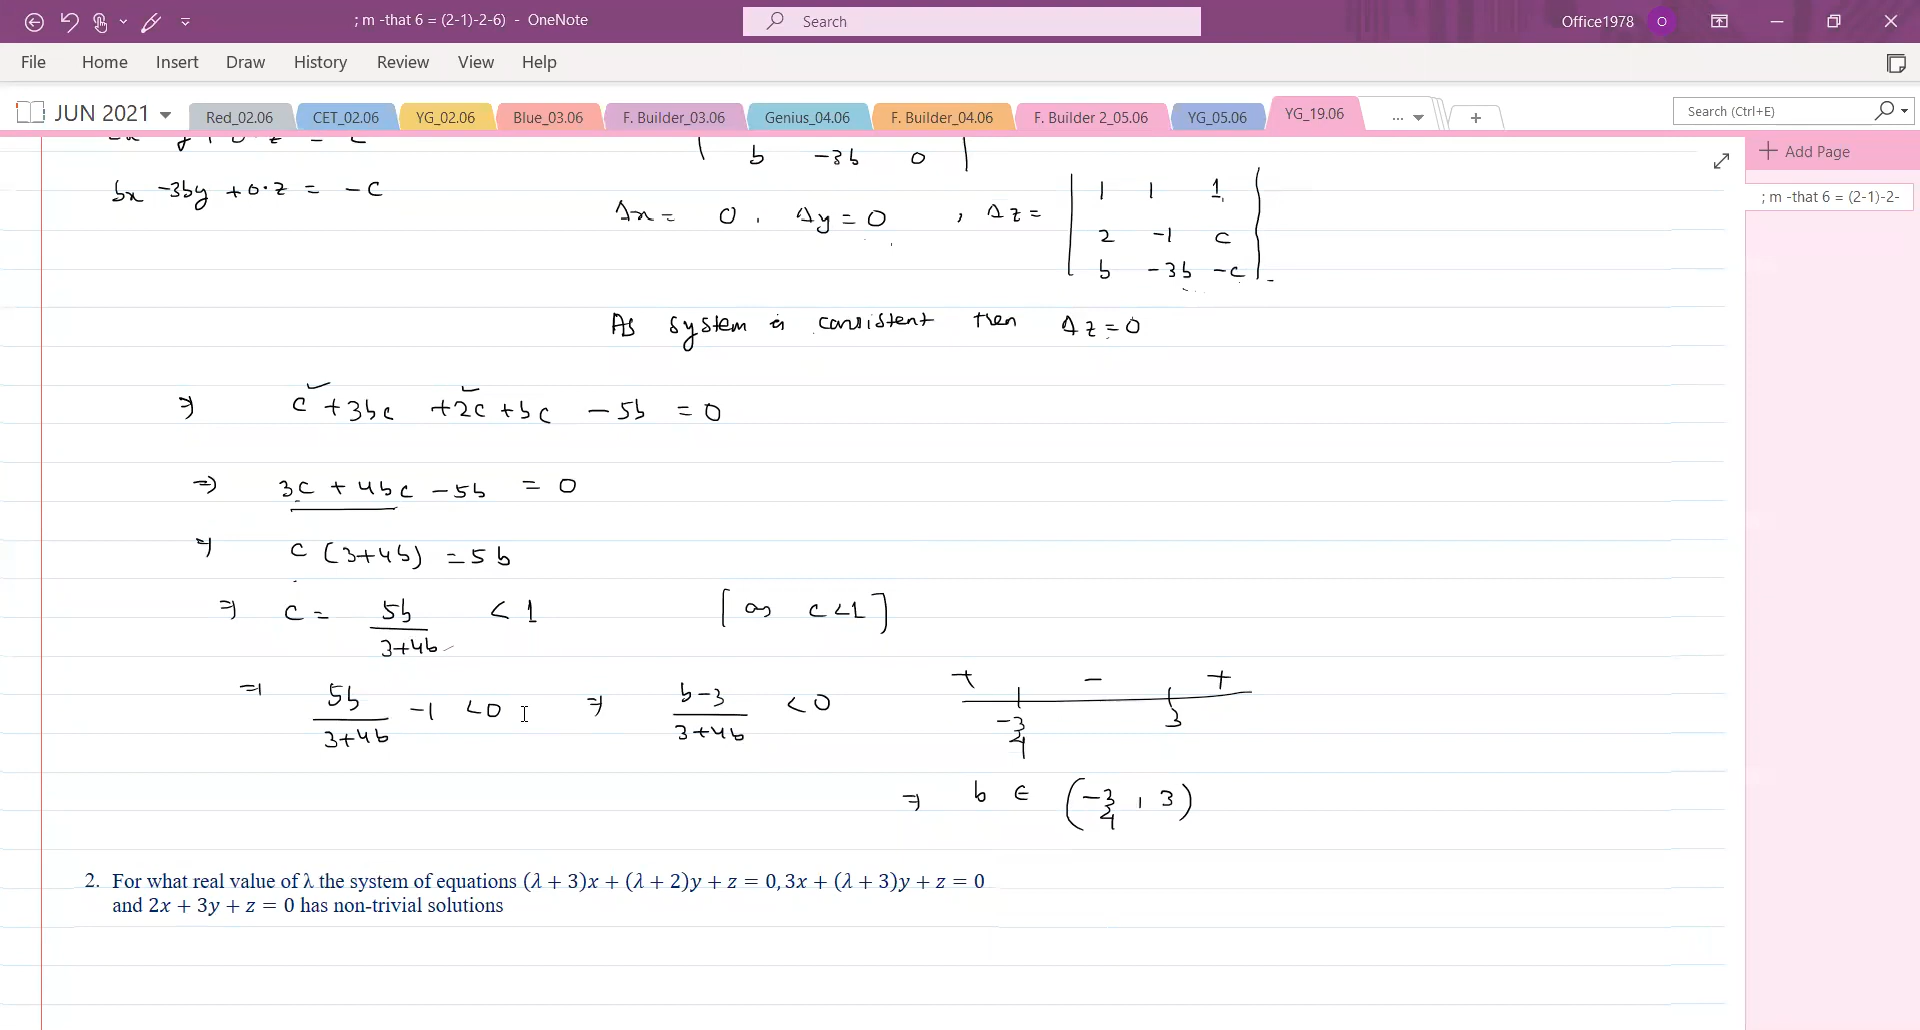 ; m -that 6 = (2-1)-2-6) - OneNote
Search
Office1978 O
File Home Insert Draw History Review View Help
JUN 2021
Red_02.06 CET_02.06 YG_02.06 Blue_03.06 F. Builder_03.06 Genius_04.06 F. Builder_04.06 F. Builder 2_05.06 YG_05.06 YG_19.06 ... +
Search (Ctrl+E)
+ Add Page
; m -that 6 = (2-1)-2-
b -3b 0
bx -3by +0·z = -c
Δx = 0 , Δy = 0 , Δz =
1 1 1
2 -1 c
b -3b -c
As system is consistent then Δz = 0
⇒ c + 3bc + 2c + bc - 5b = 0
⇒ 3c + 4bc - 5b = 0
⇒ c (3+4b) = 5b
⇒ c = 5b/(3+4b) < 1 [as c<1]
⇒ 5b/(3+4b) - 1 < 0 ⇒ (b-3)/(3+4b) < 0
+ - +
-3/4 3
⇒ b ∈ (-3/4 , 3)
2. For what real value of λ the system of equations (λ + 3)x + (λ + 2)y + z = 0, 3x + (λ + 3)y + z = 0
and 2x + 3y + z = 0 has non-trivial solutions